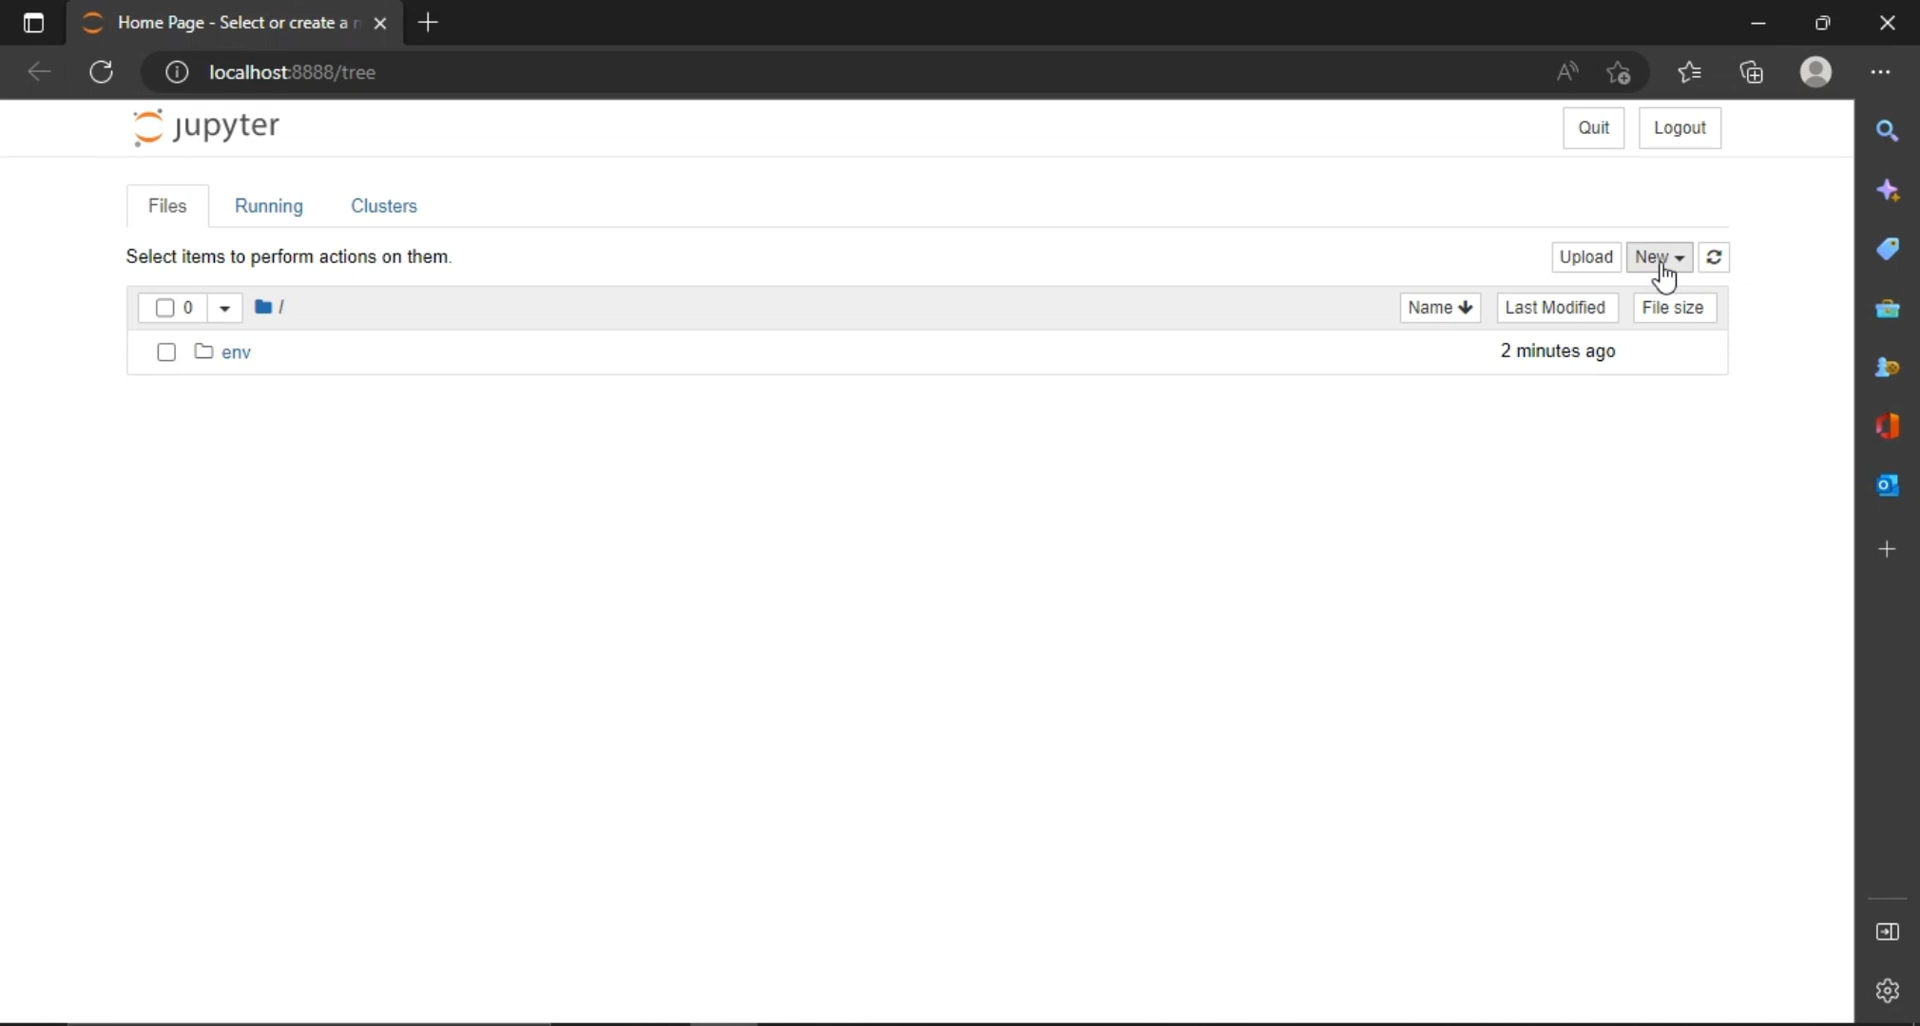 Home Page - Select or create a n
localhost:8888/tree
jupyter
Quit
Logout
Files
Running
Clusters
Select items to perform actions on them.
Upload
New
0
/
Name
Last Modified
File size
env
2 minutes ago